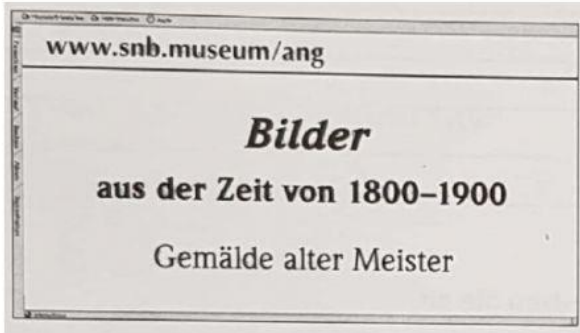 www.snb.museum/ang
Bilder
aus der Zeit von 1800–1900
Gemälde alter Meister